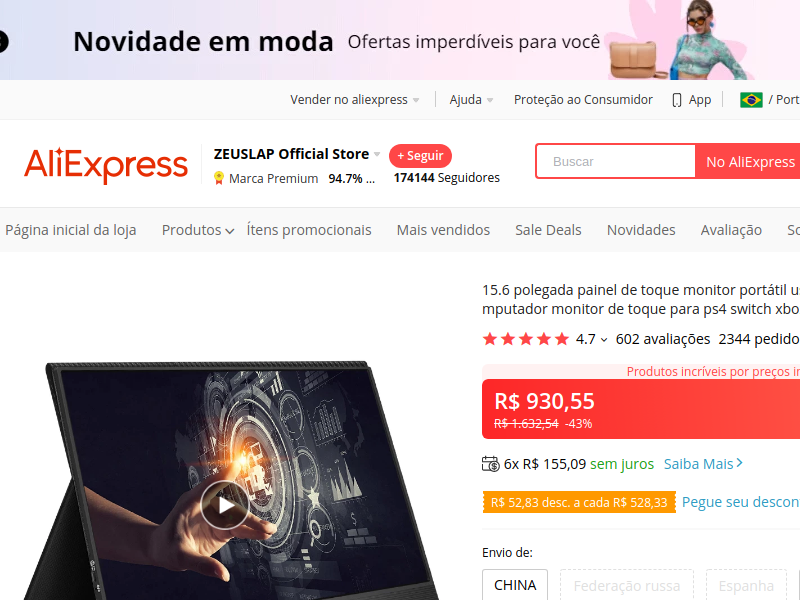 Novidade em moda Ofertas imperdíveis para você
Vender no aliexpress Ajuda Proteção ao Consumidor App / Port
AliExpress
ZEUSLAP Official Store + Seguir
Marca Premium 94.7% ... 174144 Seguidores
Buscar No AliExpress
Página inicial da loja Produtos Ítens promocionais Mais vendidos Sale Deals Novidades Avaliação So
15.6 polegada painel de toque monitor portátil u
mputador monitor de toque para ps4 switch xbo
4.7 602 avaliações 2344 pedido
Produtos incríveis por preços i
R$ 930,55
R$ 1.632,54 -43%
6x R$ 155,09 sem juros Saiba Mais
R$ 52,83 desc. a cada R$ 528,33 Pegue seu descon
Envio de:
CHINA Federação russa Espanha